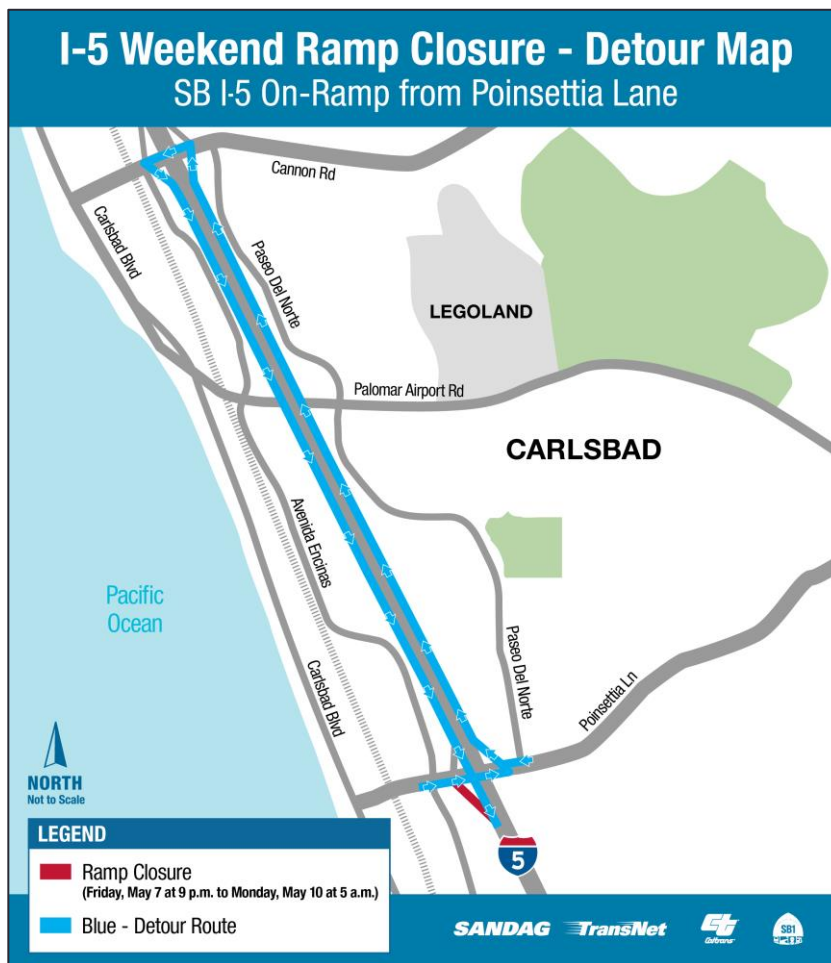 I-5 Weekend Ramp Closure - Detour Map
SB I-5 On-Ramp from Poinsettia Lane
Cannon Rd
Carlsbad Blvd
Paseo Del Norte
LEGOLAND
Palomar Airport Rd
CARLSBAD
Avenida Encinas
Pacific
Ocean
Carlsbad Blvd
Paseo Del Norte
Poinsettia Ln
NORTH
Not to Scale
5
LEGEND
Ramp Closure
(Friday, May 7 at 9 p.m. to Monday, May 10 at 5 a.m.)
Blue - Detour Route
SANDAG
TransNet
ct
Caltrans
SB1